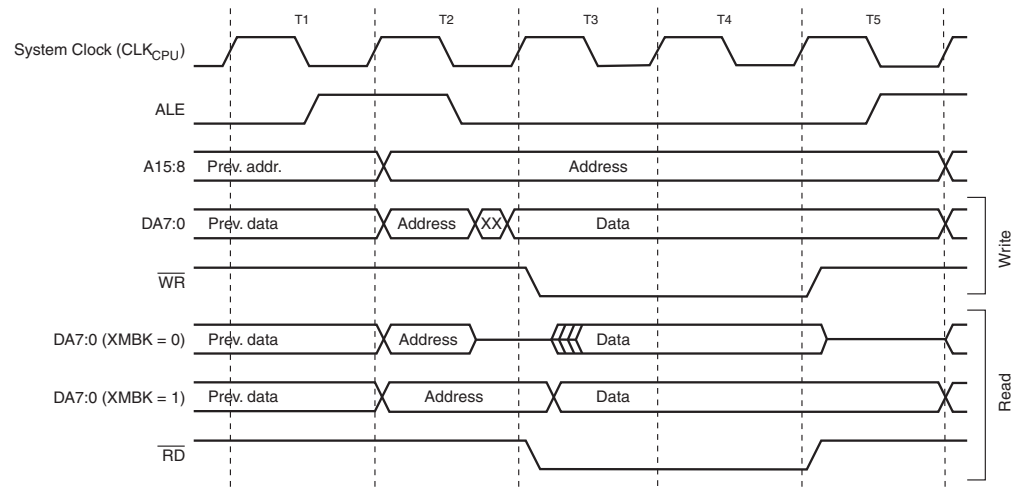 T1 T2 T3 T4 T5
System Clock (CLKCPU)
ALE
A15:8 Prev. addr. Address
DA7:0 Prev. data Address XX Data
WR
Write
DA7:0 (XMBK = 0) Prev. data Address Data
DA7:0 (XMBK = 1) Prev. data Address Data
RD
Read